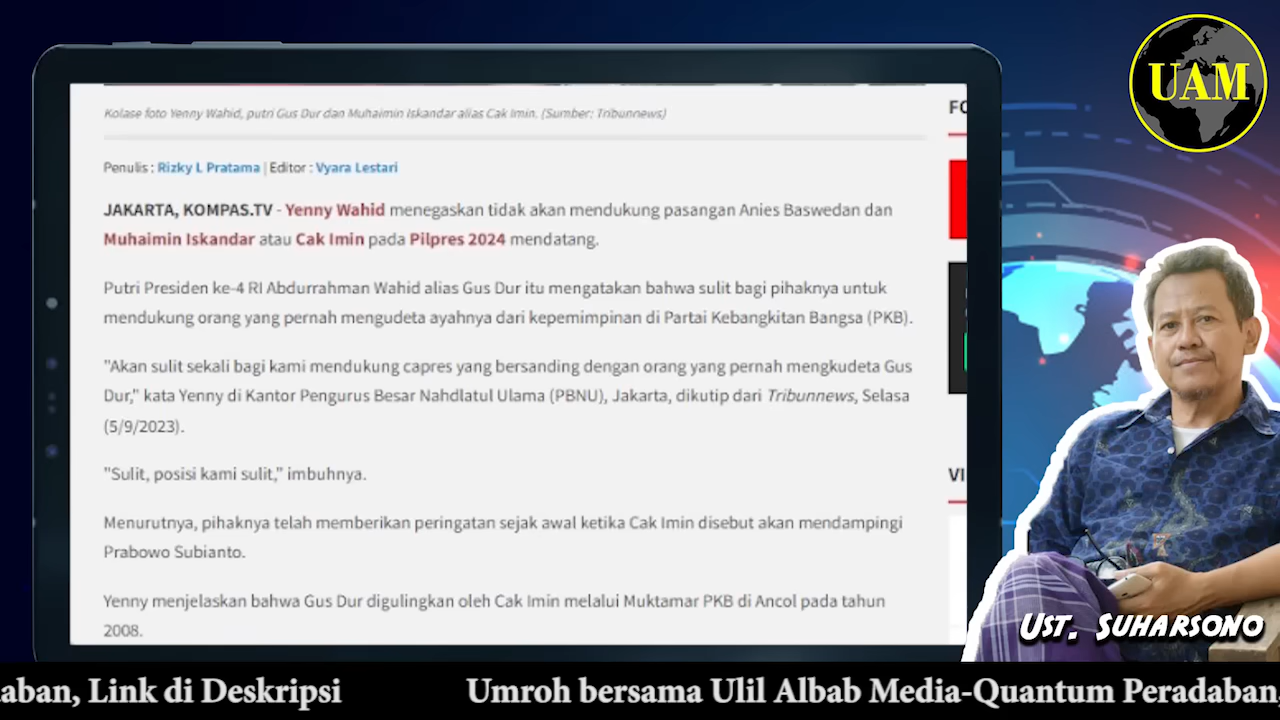 UAM
Kolase foto Yenny Wahid, putri Gus Dur dan Muhaimin Iskandar alias Cak Imin. (Sumber: Tribunnews)
FO
Penulis : Rizky L Pratama | Editor : Vyara Lestari
JAKARTA, KOMPAS.TV - Yenny Wahid menegaskan tidak akan mendukung pasangan Anies Baswedan dan
Muhaimin Iskandar atau Cak Imin pada Pilpres 2024 mendatang.
Putri Presiden ke-4 RI Abdurrahman Wahid alias Gus Dur itu mengatakan bahwa sulit bagi pihaknya untuk
mendukung orang yang pernah mengudeta ayahnya dari kepemimpinan di Partai Kebangkitan Bangsa (PKB).
"Akan sulit sekali bagi kami mendukung capres yang bersanding dengan orang yang pernah mengkudeta Gus
Dur," kata Yenny di Kantor Pengurus Besar Nahdlatul Ulama (PBNU), Jakarta, dikutip dari Tribunnews, Selasa
(5/9/2023).
"Sulit, posisi kami sulit," imbuhnya.
VI
Menurutnya, pihaknya telah memberikan peringatan sejak awal ketika Cak Imin disebut akan mendampingi
Prabowo Subianto.
Yenny menjelaskan bahwa Gus Dur digulingkan oleh Cak Imin melalui Muktamar PKB di Ancol pada tahun
2008.
Ust. Suharsono
aban, Link di Deskripsi Umroh bersama Ulil Albab Media-Quantum Peradaban,